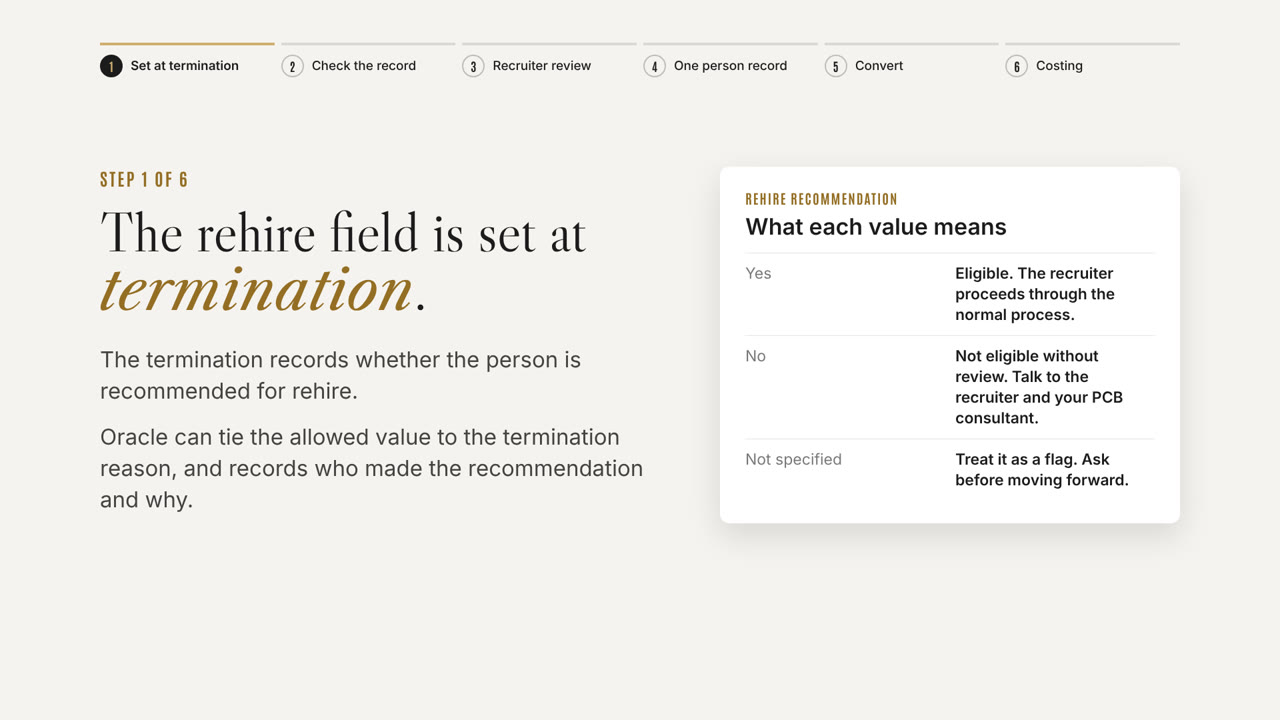 1 Set at termination
2 Check the record
3 Recruiter review
4 One person record
5 Convert
6 Costing
STEP 1 OF 6
The rehire field is set at
termination.
The termination records whether the person is
recommended for rehire.
Oracle can tie the allowed value to the termination
reason, and records who made the recommendation
and why.
REHIRE RECOMMENDATION
What each value means
Yes
Eligible. The recruiter
proceeds through the
normal process.
No
Not eligible without
review. Talk to the
recruiter and your PCB
consultant.
Not specified
Treat it as a flag. Ask
before moving forward.